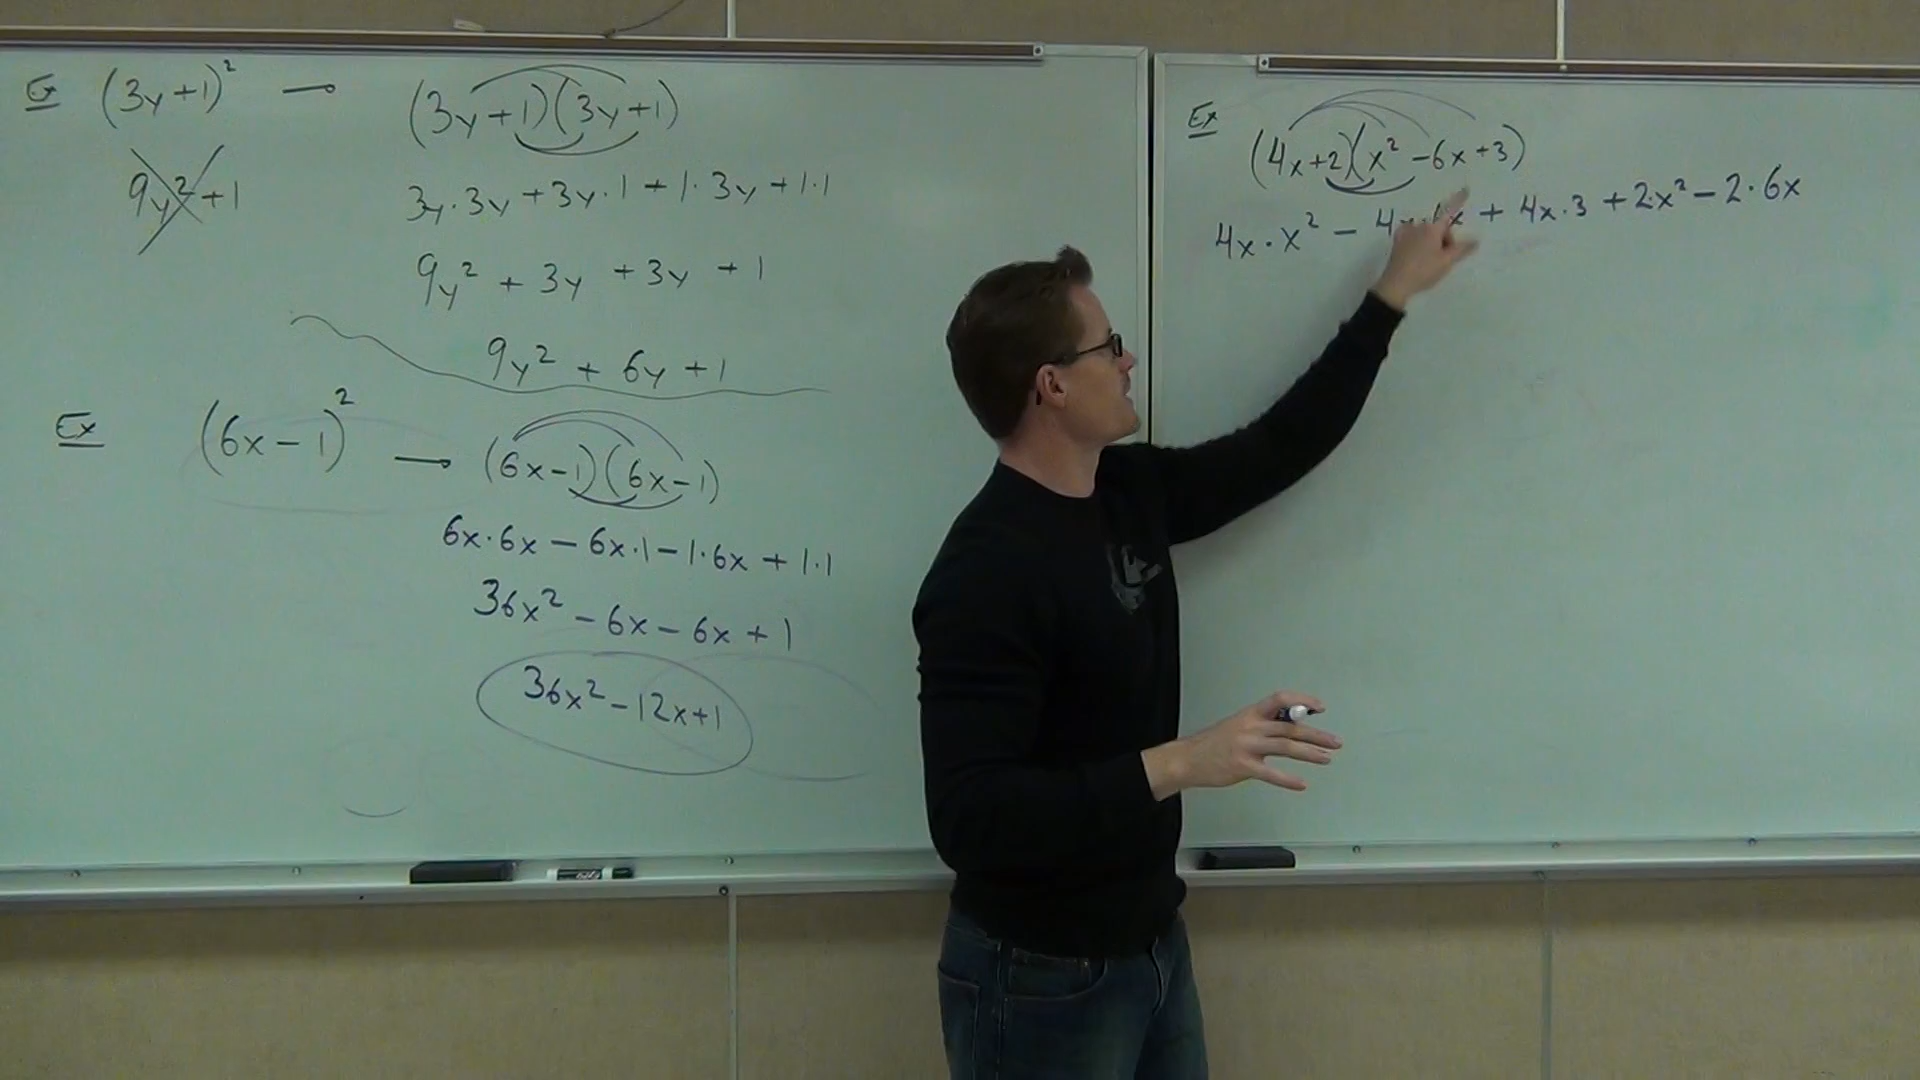 Ex (3y+1)² → (3y+1)(3y+1)
9y²+1
3y·3y+3y·1+1·3y+1·1
9y² + 3y + 3y + 1
9y² + 6y + 1
Ex (6x-1)² → (6x-1)(6x-1)
6x·6x - 6x·1 - 1·6x + 1·1
36x² - 6x - 6x + 1
36x² - 12x + 1
Ex
(4x+2)(x² - 6x + 3)
4x·x² - 4x·6x + 4x·3 + 2·x² - 2·6x